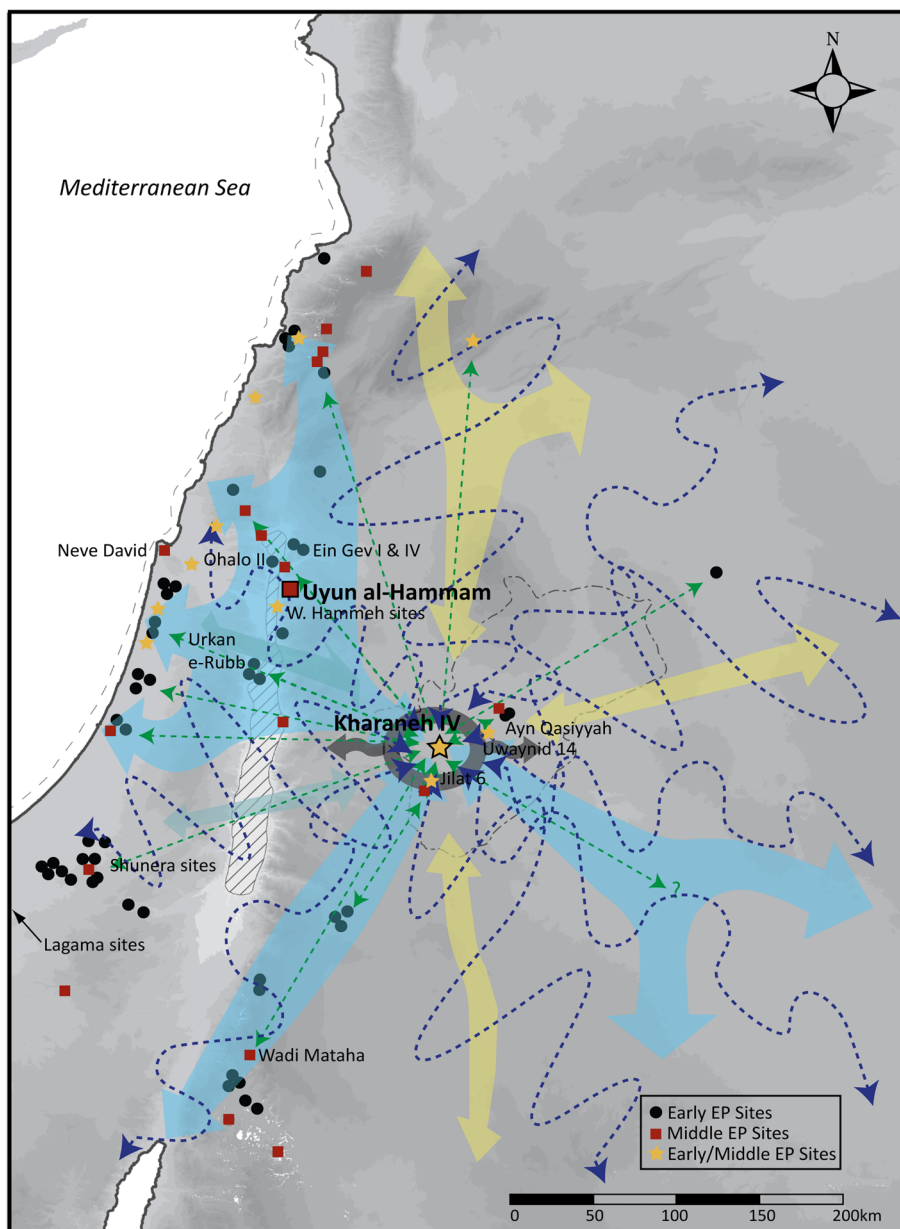 N
Mediterranean Sea
Neve David
Ohalo II
Ein Gev I & IV
Uyun al-Hammam
W. Hammeh sites
Urkan
e-Rubb
Kharaneh IV
Ayn Qasiyyah
Uwaynid 14
Jilat 6
Shunera sites
?
Lagama sites
Wadi Mataha
Early EP Sites
Middle EP Sites
Early/Middle EP Sites
0 50 100 150 200km